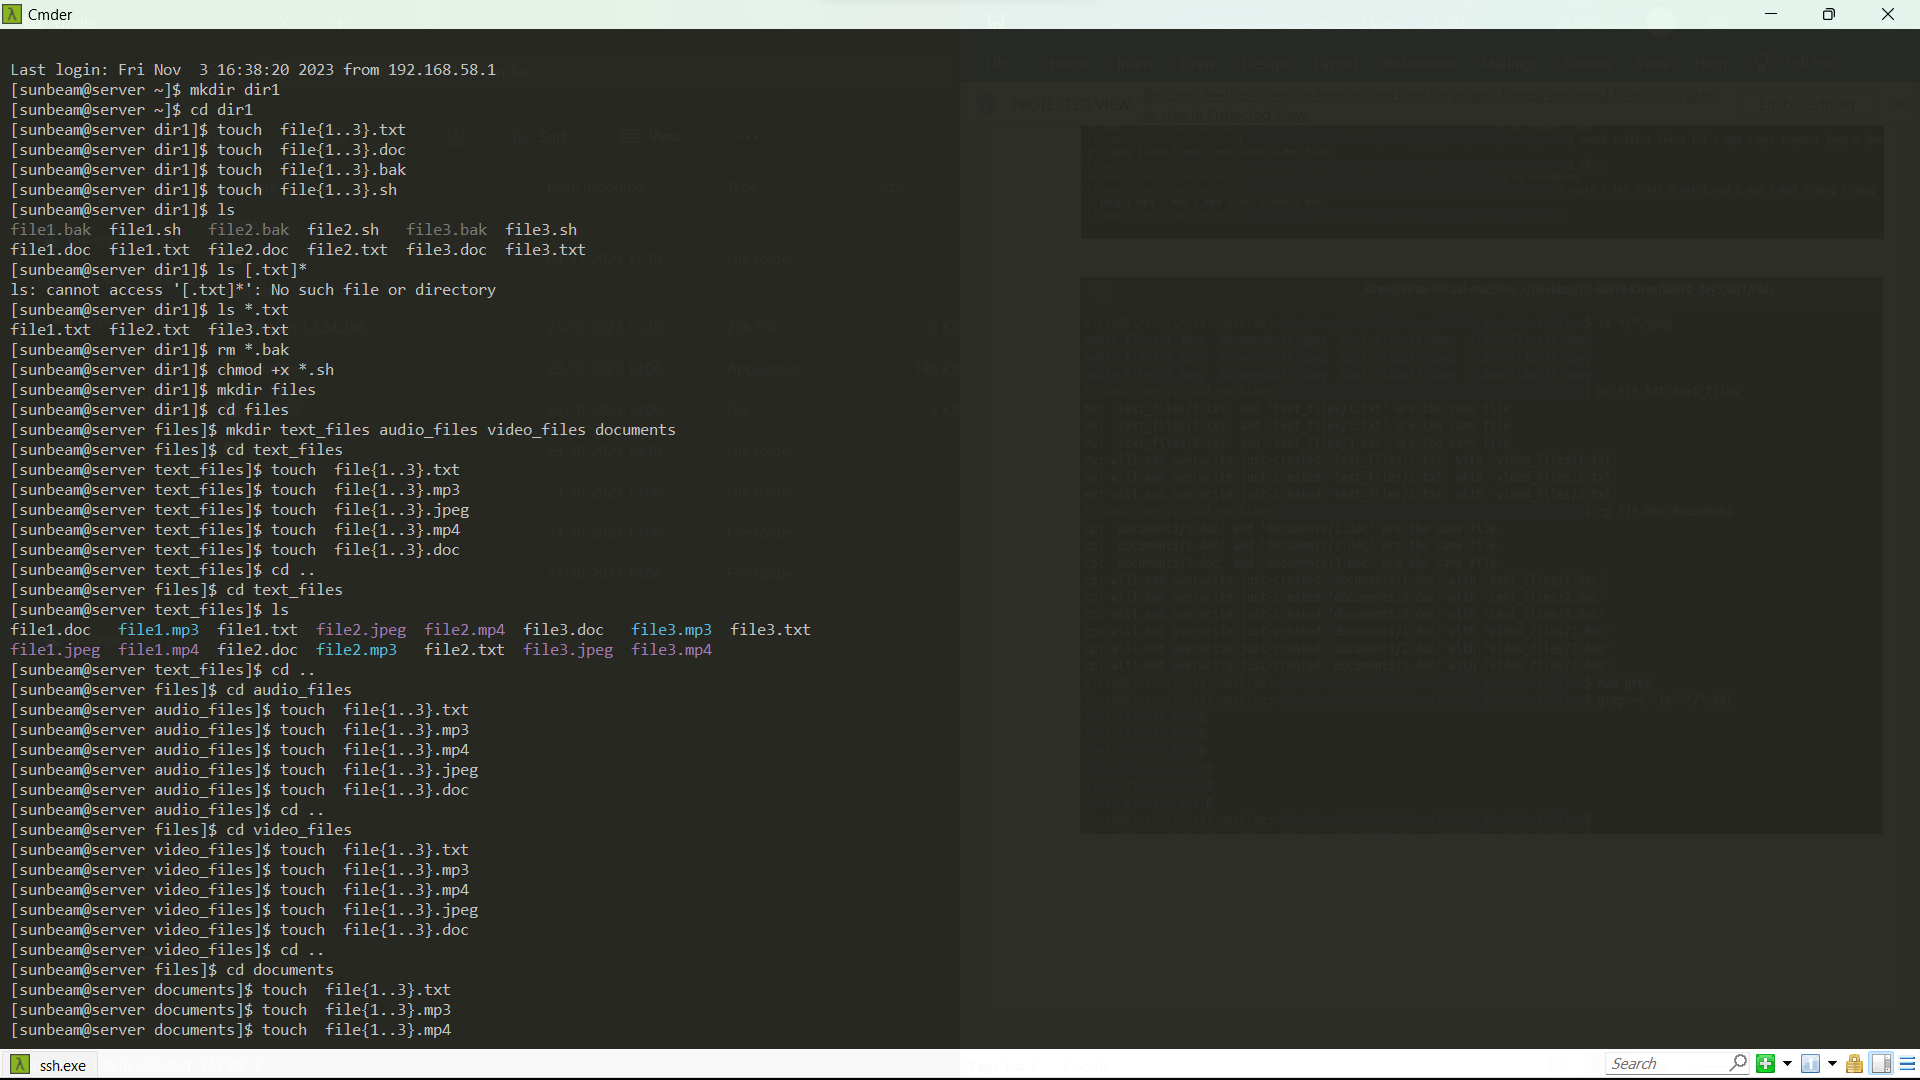 Cmder
Last login: Fri Nov  3 16:38:20 2023 from 192.168.58.1
[sunbeam@server ~]$ mkdir dir1
[sunbeam@server ~]$ cd dir1
[sunbeam@server dir1]$ touch  file{1..3}.txt
[sunbeam@server dir1]$ touch  file{1..3}.doc
[sunbeam@server dir1]$ touch  file{1..3}.bak
[sunbeam@server dir1]$ touch  file{1..3}.sh
[sunbeam@server dir1]$ ls
file1.bak  file1.sh   file2.bak  file2.sh   file3.bak  file3.sh
file1.doc  file1.txt  file2.doc  file2.txt  file3.doc  file3.txt
[sunbeam@server dir1]$ ls [.txt]*
ls: cannot access '[.txt]*': No such file or directory
[sunbeam@server dir1]$ ls *.txt
file1.txt  file2.txt  file3.txt
[sunbeam@server dir1]$ rm *.bak
[sunbeam@server dir1]$ chmod +x *.sh
[sunbeam@server dir1]$ mkdir files
[sunbeam@server dir1]$ cd files
[sunbeam@server files]$ mkdir text_files audio_files video_files documents
[sunbeam@server files]$ cd text_files
[sunbeam@server text_files]$ touch  file{1..3}.txt
[sunbeam@server text_files]$ touch  file{1..3}.mp3
[sunbeam@server text_files]$ touch  file{1..3}.jpeg
[sunbeam@server text_files]$ touch  file{1..3}.mp4
[sunbeam@server text_files]$ touch  file{1..3}.doc
[sunbeam@server text_files]$ cd ..
[sunbeam@server files]$ cd text_files
[sunbeam@server text_files]$ ls
file1.doc   file1.mp3  file1.txt  file2.jpeg  file2.mp4  file3.doc   file3.mp3  file3.txt
file1.jpeg  file1.mp4  file2.doc  file2.mp3   file2.txt  file3.jpeg  file3.mp4
[sunbeam@server text_files]$ cd ..
[sunbeam@server files]$ cd audio_files
[sunbeam@server audio_files]$ touch  file{1..3}.txt
[sunbeam@server audio_files]$ touch  file{1..3}.mp3
[sunbeam@server audio_files]$ touch  file{1..3}.mp4
[sunbeam@server audio_files]$ touch  file{1..3}.jpeg
[sunbeam@server audio_files]$ touch  file{1..3}.doc
[sunbeam@server audio_files]$ cd ..
[sunbeam@server files]$ cd video_files
[sunbeam@server video_files]$ touch  file{1..3}.txt
[sunbeam@server video_files]$ touch  file{1..3}.mp3
[sunbeam@server video_files]$ touch  file{1..3}.mp4
[sunbeam@server video_files]$ touch  file{1..3}.jpeg
[sunbeam@server video_files]$ touch  file{1..3}.doc
[sunbeam@server video_files]$ cd ..
[sunbeam@server files]$ cd documents
[sunbeam@server documents]$ touch  file{1..3}.txt
[sunbeam@server documents]$ touch  file{1..3}.mp3
[sunbeam@server documents]$ touch  file{1..3}.mp4
ssh.exe
Search